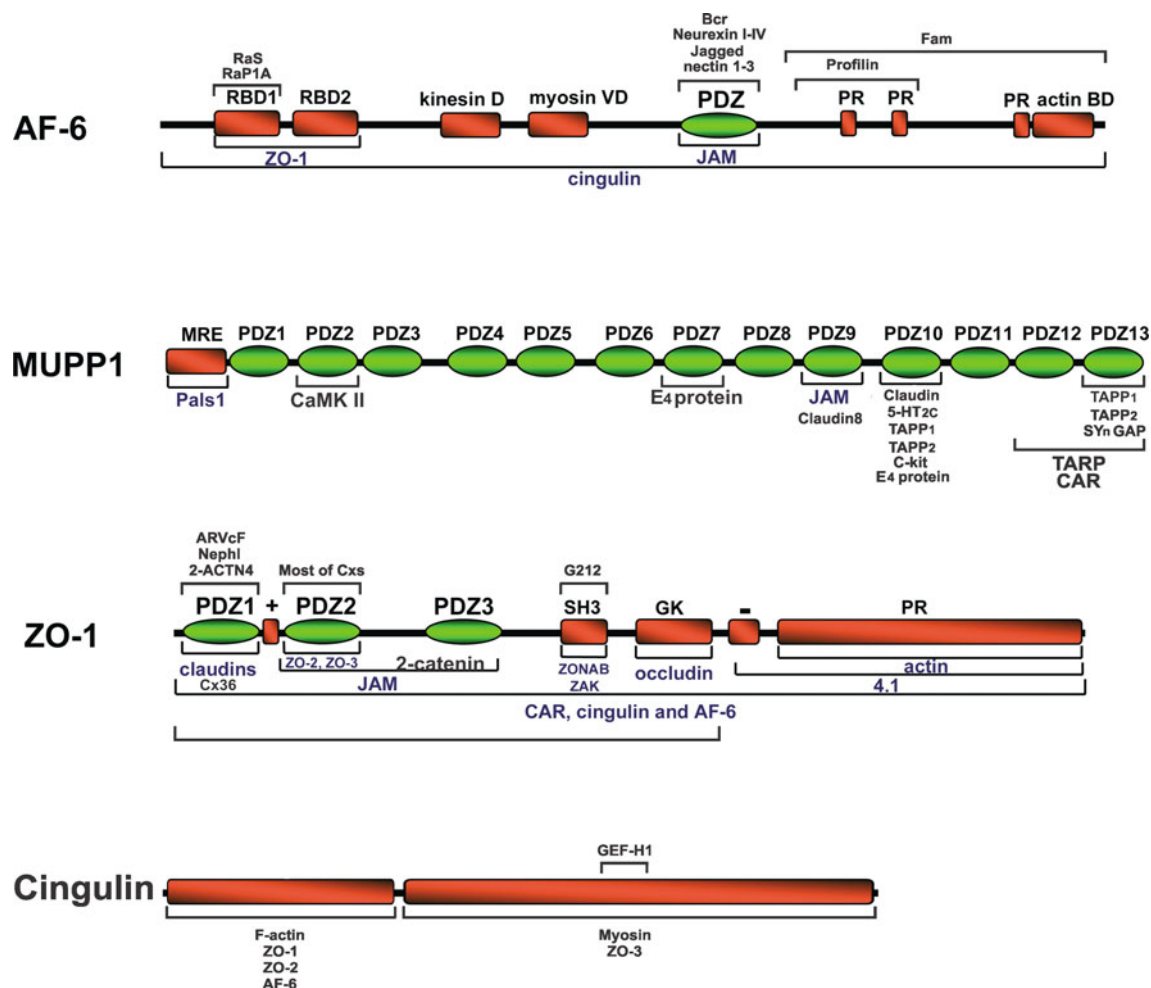 Bcr
Neurexin I-IV
Jagged
nectin 1-3
Fam
RaS
RaP1A
Profilin
RBD1 RBD2 kinesin D myosin VD PDZ PR PR PR actin BD
AF-6
ZO-1 JAM
cingulin
MRE PDZ1 PDZ2 PDZ3 PDZ4 PDZ5 PDZ6 PDZ7 PDZ8 PDZ9 PDZ10 PDZ11 PDZ12 PDZ13
MUPP1
Pals1 CaMK II E4 protein JAM Claudin TAPP1
Claudin8 5-HT2C TAPP2
TAPP1 SYn GAP
TAPP2
C-kit
E4 protein
TARP
CAR
ARVcF
Nephl
2-ACTN4 Most of Cxs G212
PDZ1 + PDZ2 PDZ3 SH3 GK - PR
ZO-1
claudins ZO-2, ZO-3 2-catenin ZONAB occludin actin
Cx36 JAM ZAK 4.1
CAR, cingulin and AF-6
GEF-H1
Cingulin
F-actin Myosin
ZO-1 ZO-3
ZO-2
AF-6